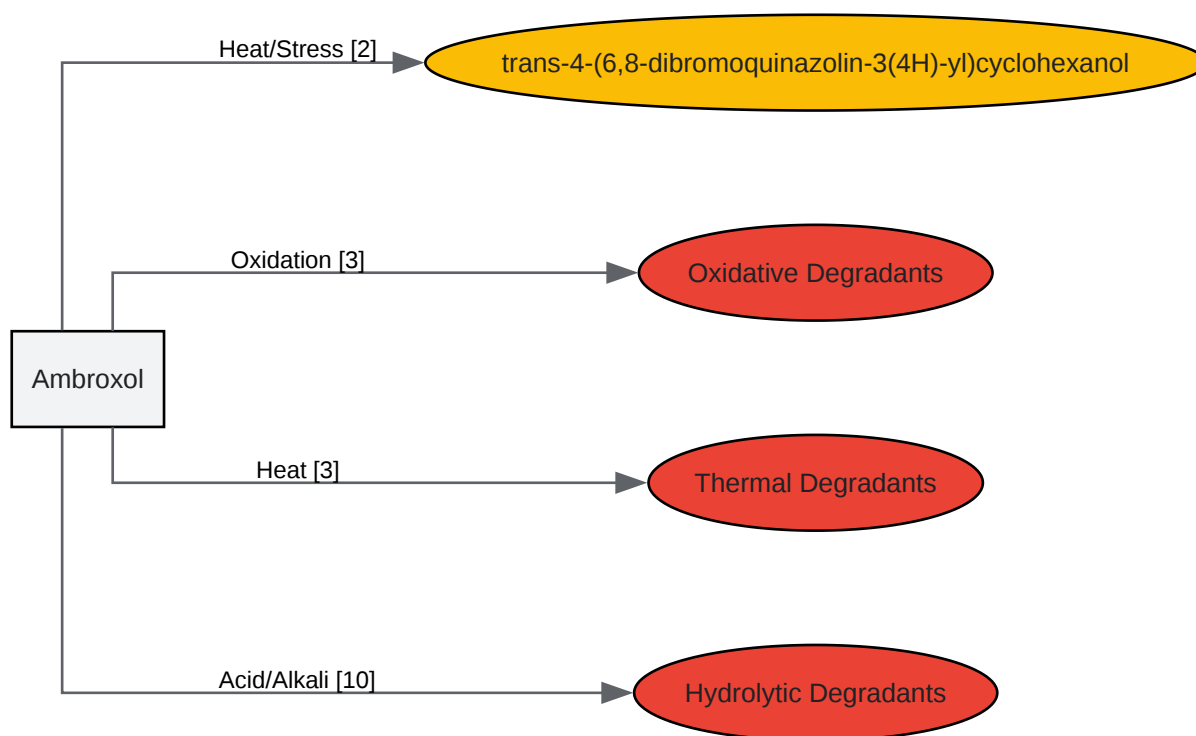 Heat/Stress [2]
trans-4-(6,8-dibromoquinazolin-3(4H)-yl)cyclohexanol
Oxidation [3]
Oxidative Degradants
Ambroxol
Heat [3]
Thermal Degradants
Acid/Alkali [10]
Hydrolytic Degradants